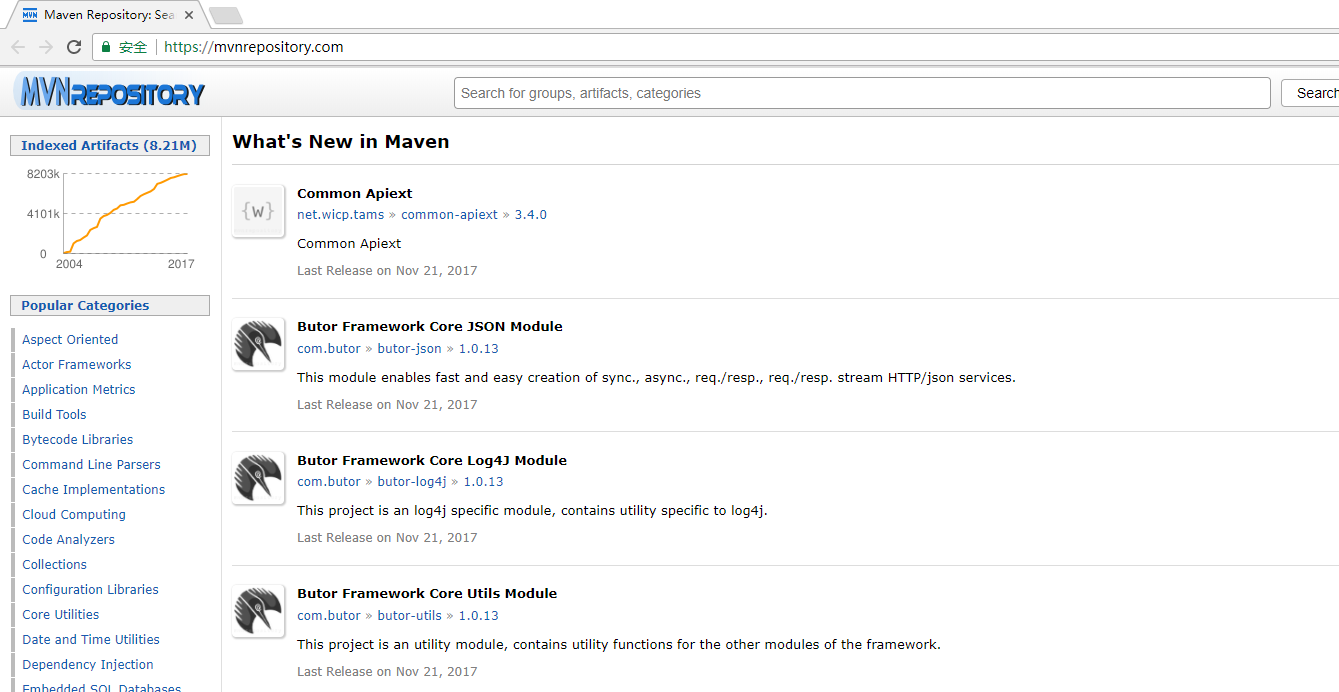 Maven Repository: Sea
安全 https://mvnrepository.com
MVNREPOSITORY
Search for groups, artifacts, categories
Search
Indexed Artifacts (8.21M)
8203k
4101k
0
2004 2017
Popular Categories
Aspect Oriented
Actor Frameworks
Application Metrics
Build Tools
Bytecode Libraries
Command Line Parsers
Cache Implementations
Cloud Computing
Code Analyzers
Collections
Configuration Libraries
Core Utilities
Date and Time Utilities
Dependency Injection
Embedded SQL Databases
What's New in Maven
{w}
Common Apiext
net.wicp.tams » common-apiext » 3.4.0
Common Apiext
Last Release on Nov 21, 2017
Butor Framework Core JSON Module
com.butor » butor-json » 1.0.13
This module enables fast and easy creation of sync., async., req./resp., req./resp. stream HTTP/json services.
Last Release on Nov 21, 2017
Butor Framework Core Log4J Module
com.butor » butor-log4j » 1.0.13
This project is an log4j specific module, contains utility specific to log4j.
Last Release on Nov 21, 2017
Butor Framework Core Utils Module
com.butor » butor-utils » 1.0.13
This project is an utility module, contains utility functions for the other modules of the framework.
Last Release on Nov 21, 2017